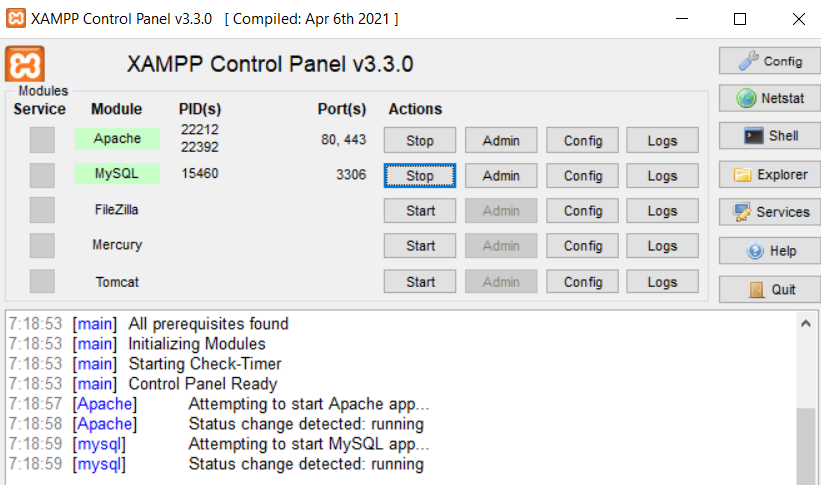 XAMPP Control Panel v3.3.0 [ Compiled: Apr 6th 2021 ]
XAMPP Control Panel v3.3.0
Config
Modules
Service Module PID(s) Port(s) Actions
Netstat
Apache 22212 22392 80, 443 Stop Admin Config Logs
Shell
MySQL 15460 3306 Stop Admin Config Logs
Explorer
FileZilla Start Admin Config Logs
Services
Mercury Start Admin Config Logs
Help
Tomcat Start Admin Config Logs
Quit
7:18:53 [main] All prerequisites found
7:18:53 [main] Initializing Modules
7:18:53 [main] Starting Check-Timer
7:18:53 [main] Control Panel Ready
7:18:57 [Apache] Attempting to start Apache app...
7:18:58 [Apache] Status change detected: running
7:18:59 [mysql] Attempting to start MySQL app...
7:18:59 [mysql] Status change detected: running